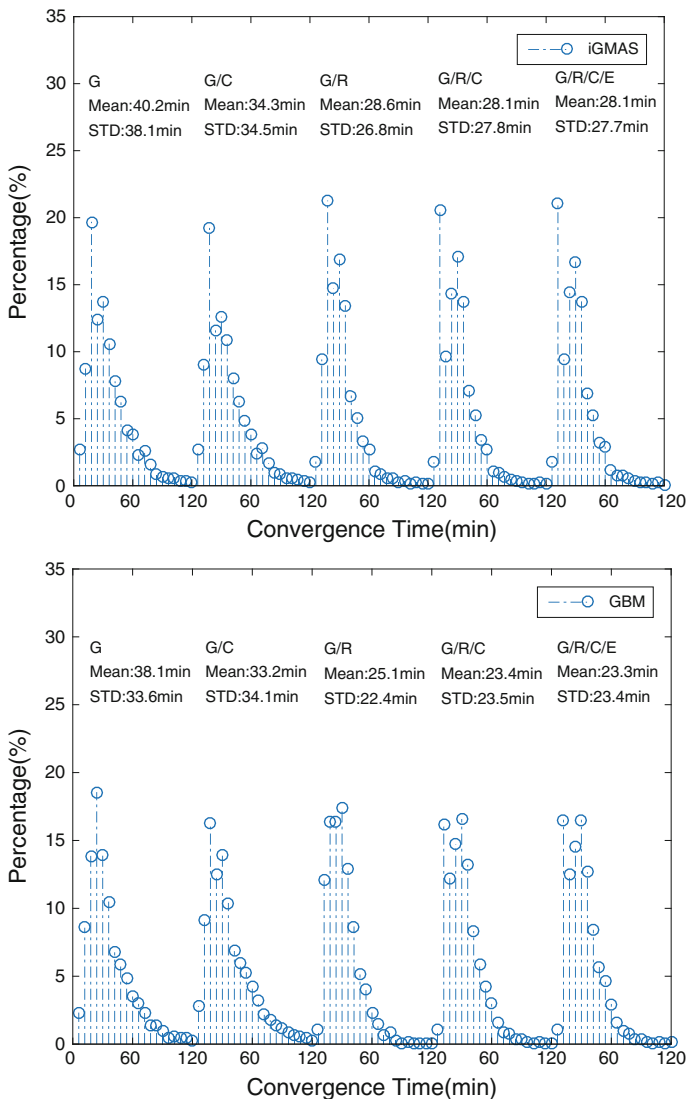 35
30
25
20
15
10
5
0
Percentage(%)
iGMAS
G
Mean:40.2min
STD:38.1min
G/C
Mean:34.3min
STD:34.5min
G/R
Mean:28.6min
STD:26.8min
G/R/C
Mean:28.1min
STD:27.8min
G/R/C/E
Mean:28.1min
STD:27.7min
0 60 120 60 120 60 120 60 120 60 120
Convergence Time(min)
35
30
25
20
15
10
5
0
Percentage(%)
GBM
G
Mean:38.1min
STD:33.6min
G/C
Mean:33.2min
STD:34.1min
G/R
Mean:25.1min
STD:22.4min
G/R/C
Mean:23.4min
STD:23.5min
G/R/C/E
Mean:23.3min
STD:23.4min
0 60 120 60 120 60 120 60 120 60 120
Convergence Time(min)